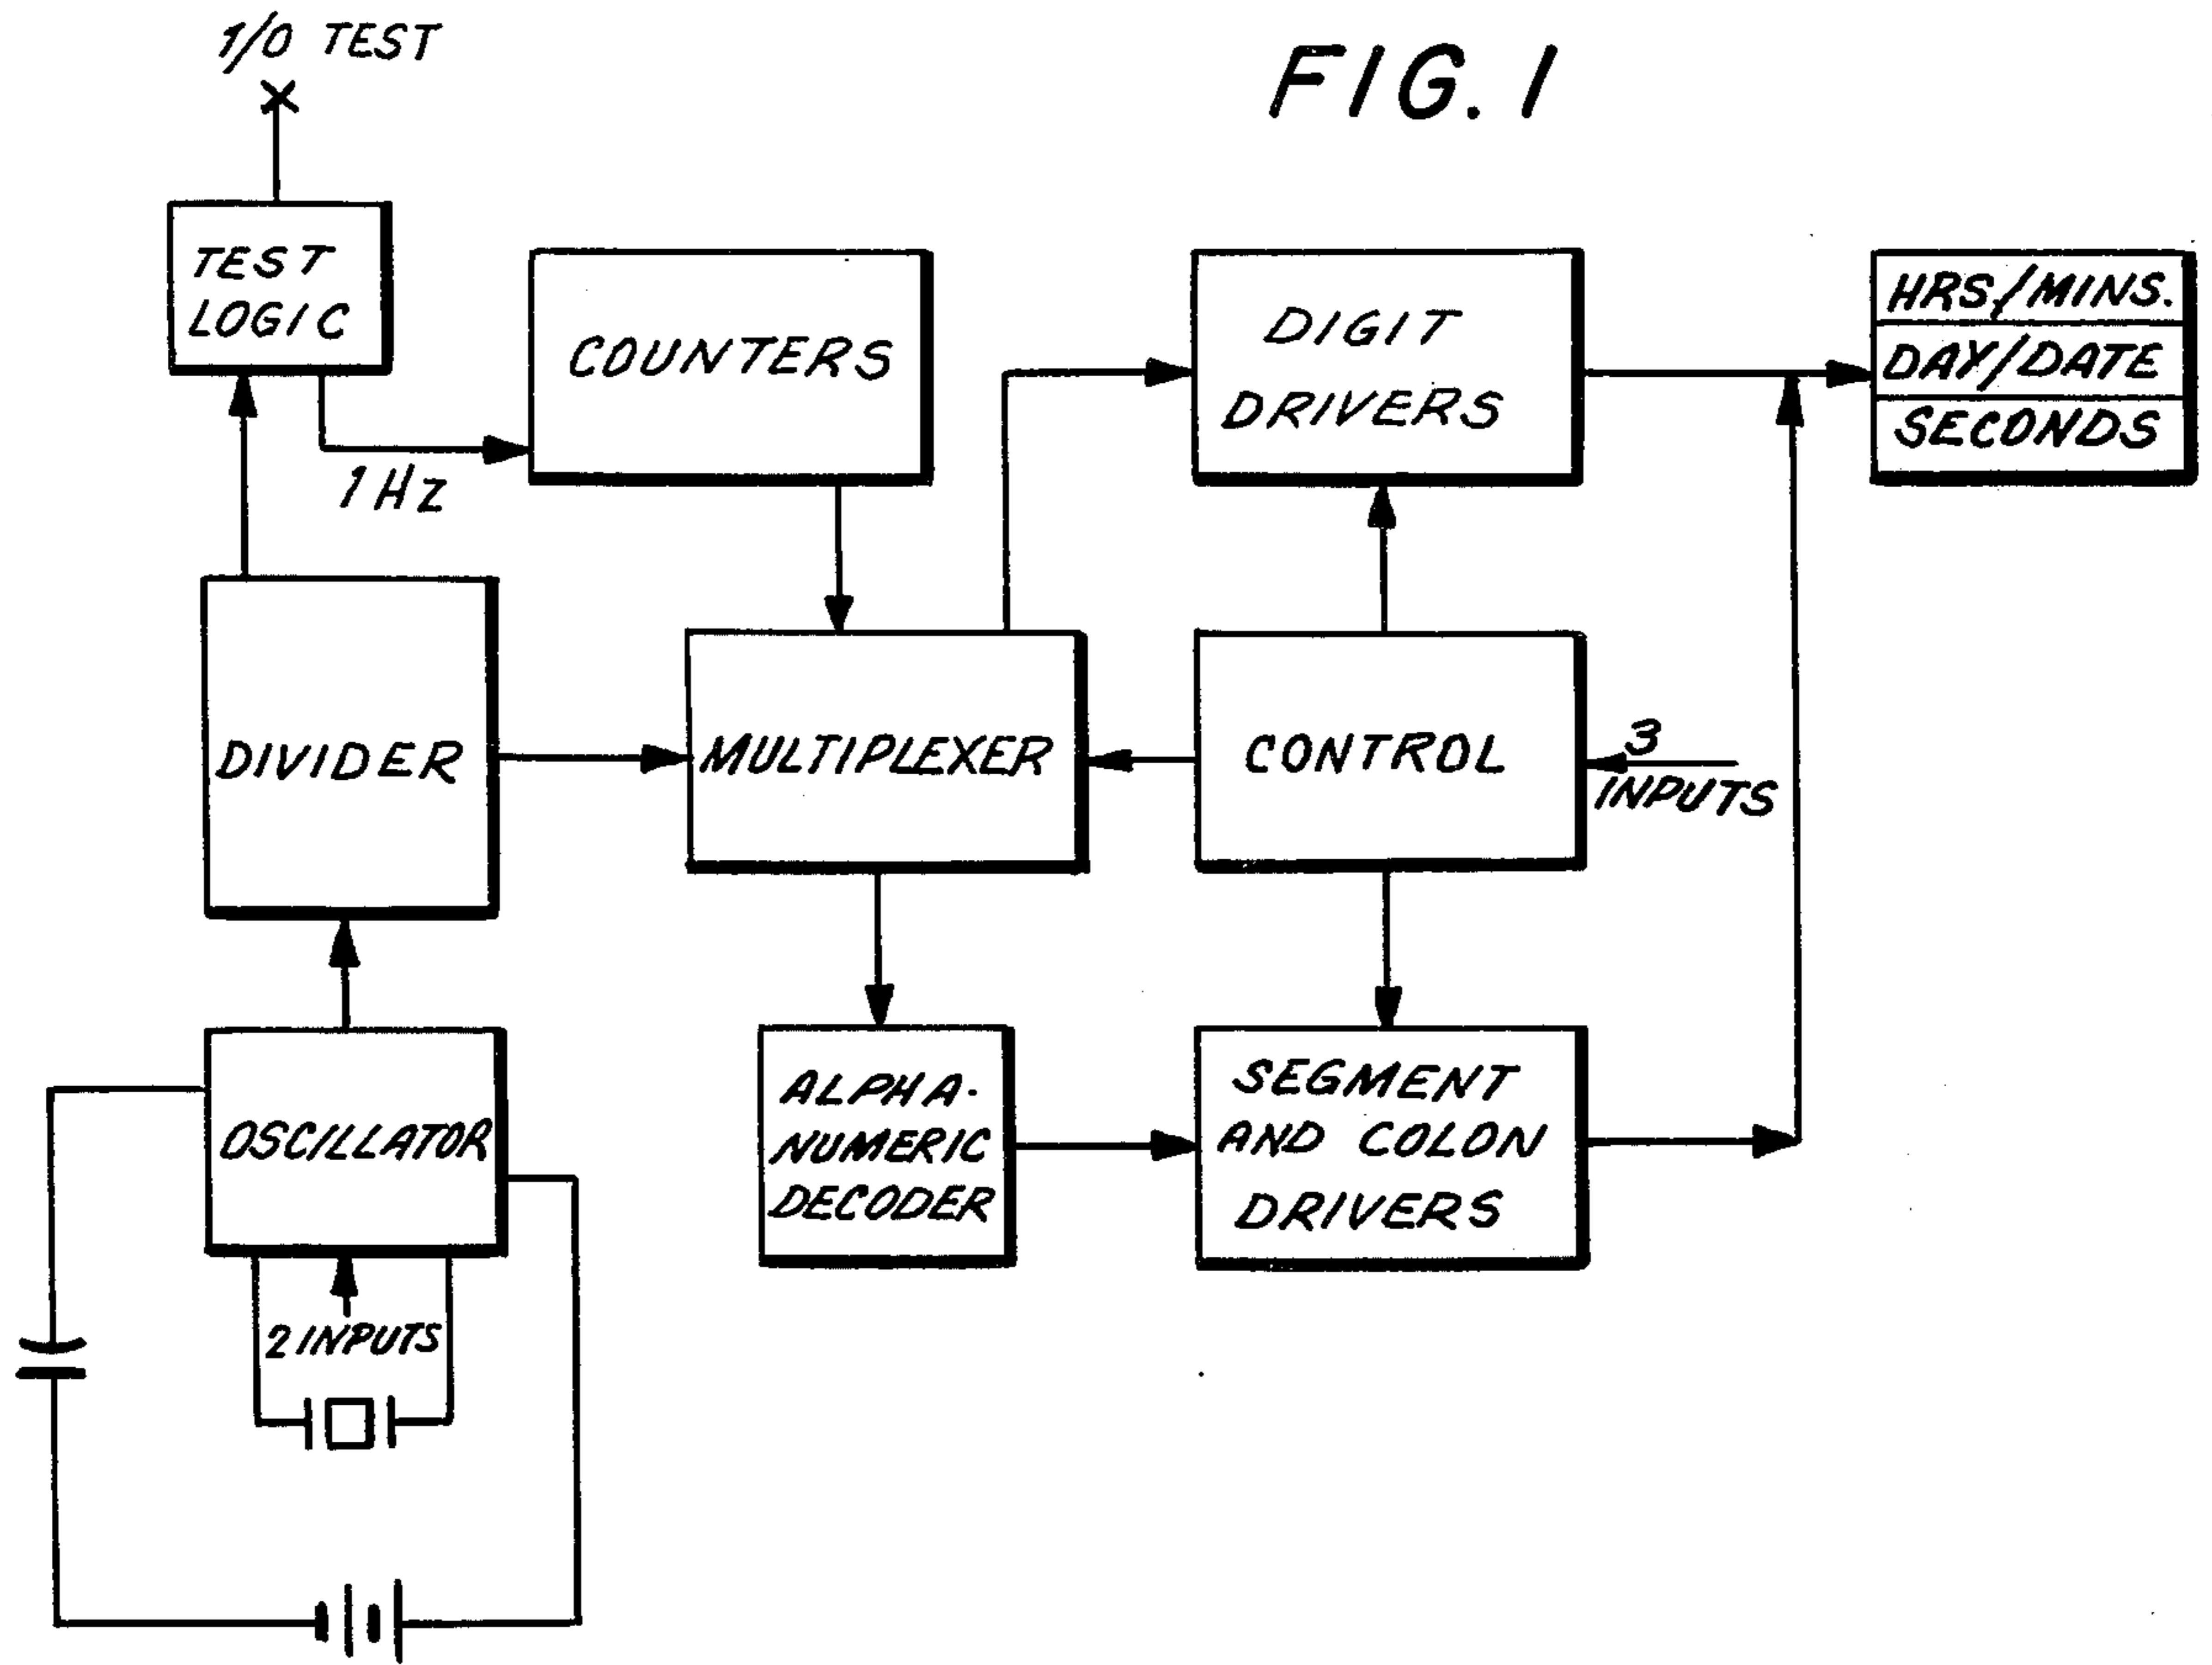 1/0 TEST
FIG. 1
TEST
LOGIC
COUNTERS
DIGIT
DRIVERS
HRS/MINS.
DAY/DATE
SECONDS
1 HZ
DIVIDER
MULTIPLEXER
CONTROL
3
INPUTS
OSCILLATOR
ALPHA-
NUMERIC
DECODER
SEGMENT
AND COLON
DRIVERS
2 INPUTS